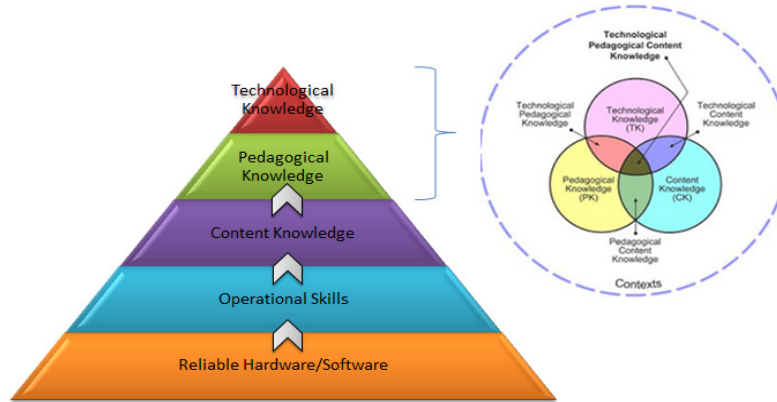 Technological
Knowledge
Pedagogical
Knowledge
Content Knowledge
Operational Skills
Reliable Hardware/Software
Technological
Pedagogical Content
Knowledge
Technological
Pedagogical
Knowledge
Technological
Knowledge
(TK)
Technological
Content
Knowledge
Pedagogical
Knowledge
(PK)
Content
Knowledge
(CK)
Pedagogical
Content
Knowledge
Contexts